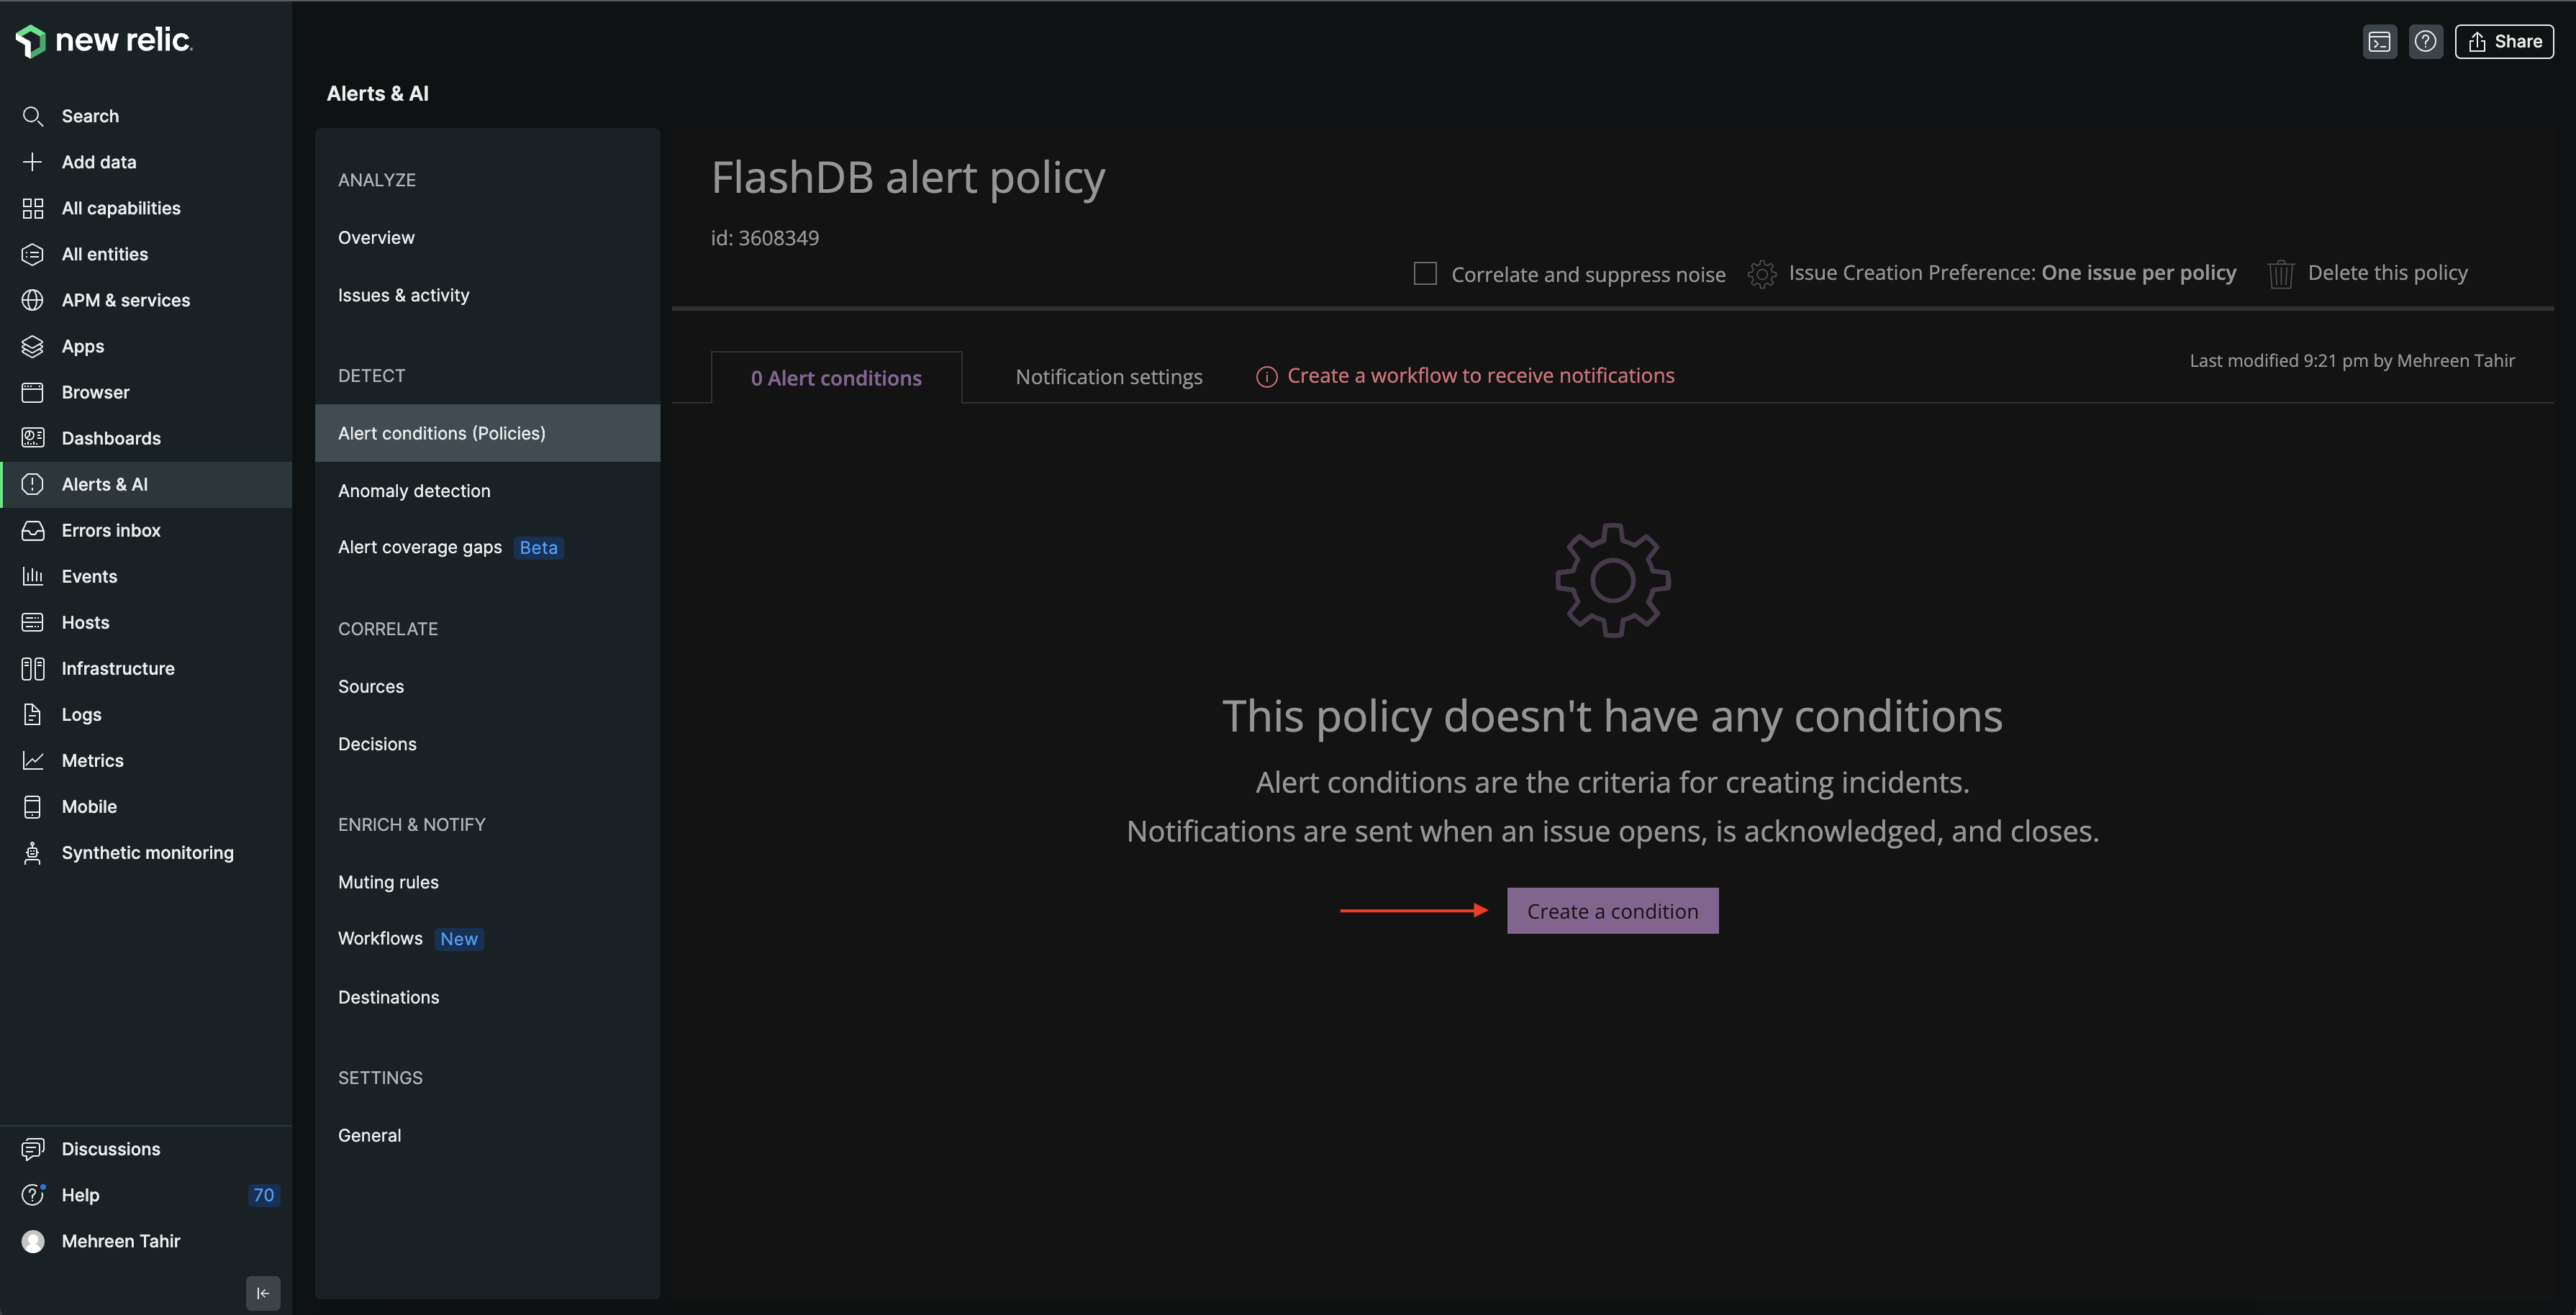 new relic.
Share
Search
Add data
All capabilities
All entities
APM & services
Apps
Browser
Dashboards
Alerts & AI
Errors inbox
Events
Hosts
Infrastructure
Logs
Metrics
Mobile
Synthetic monitoring
Discussions
Help 70
Mehreen Tahir
Alerts & AI
ANALYZE
Overview
Issues & activity
DETECT
Alert conditions (Policies)
Anomaly detection
Alert coverage gaps Beta
CORRELATE
Sources
Decisions
ENRICH & NOTIFY
Muting rules
Workflows New
Destinations
SETTINGS
General
FlashDB alert policy
id: 3608349
Correlate and suppress noise Issue Creation Preference: One issue per policy Delete this policy
0 Alert conditions Notification settings Create a workflow to receive notifications Last modified 9:21 pm by Mehreen Tahir
This policy doesn't have any conditions
Alert conditions are the criteria for creating incidents.
Notifications are sent when an issue opens, is acknowledged, and closes.
Create a condition